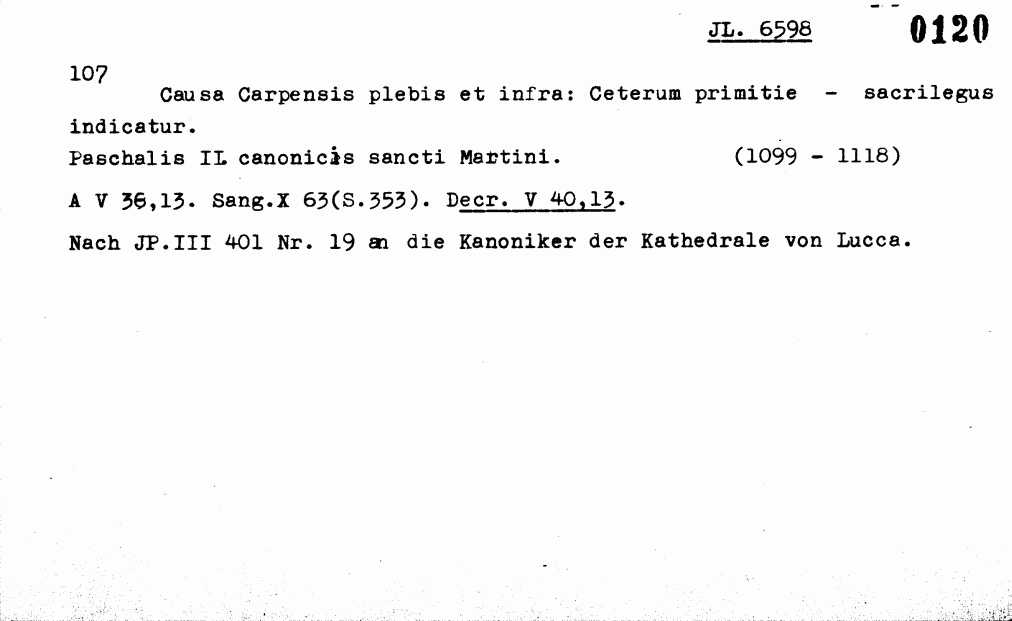 JL. 6598 0120
107
Causa Carpensis plebis et infra: Ceterum primitie - sacrilegus
indicatur.
Paschalis II canonicis sancti Martini. (1099 - 1118)
A V 36,13. Sang.X 63(S.353). Decr. V 40,13.
Nach JP.III 401 Nr. 19 an die Kanoniker der Kathedrale von Lucca.